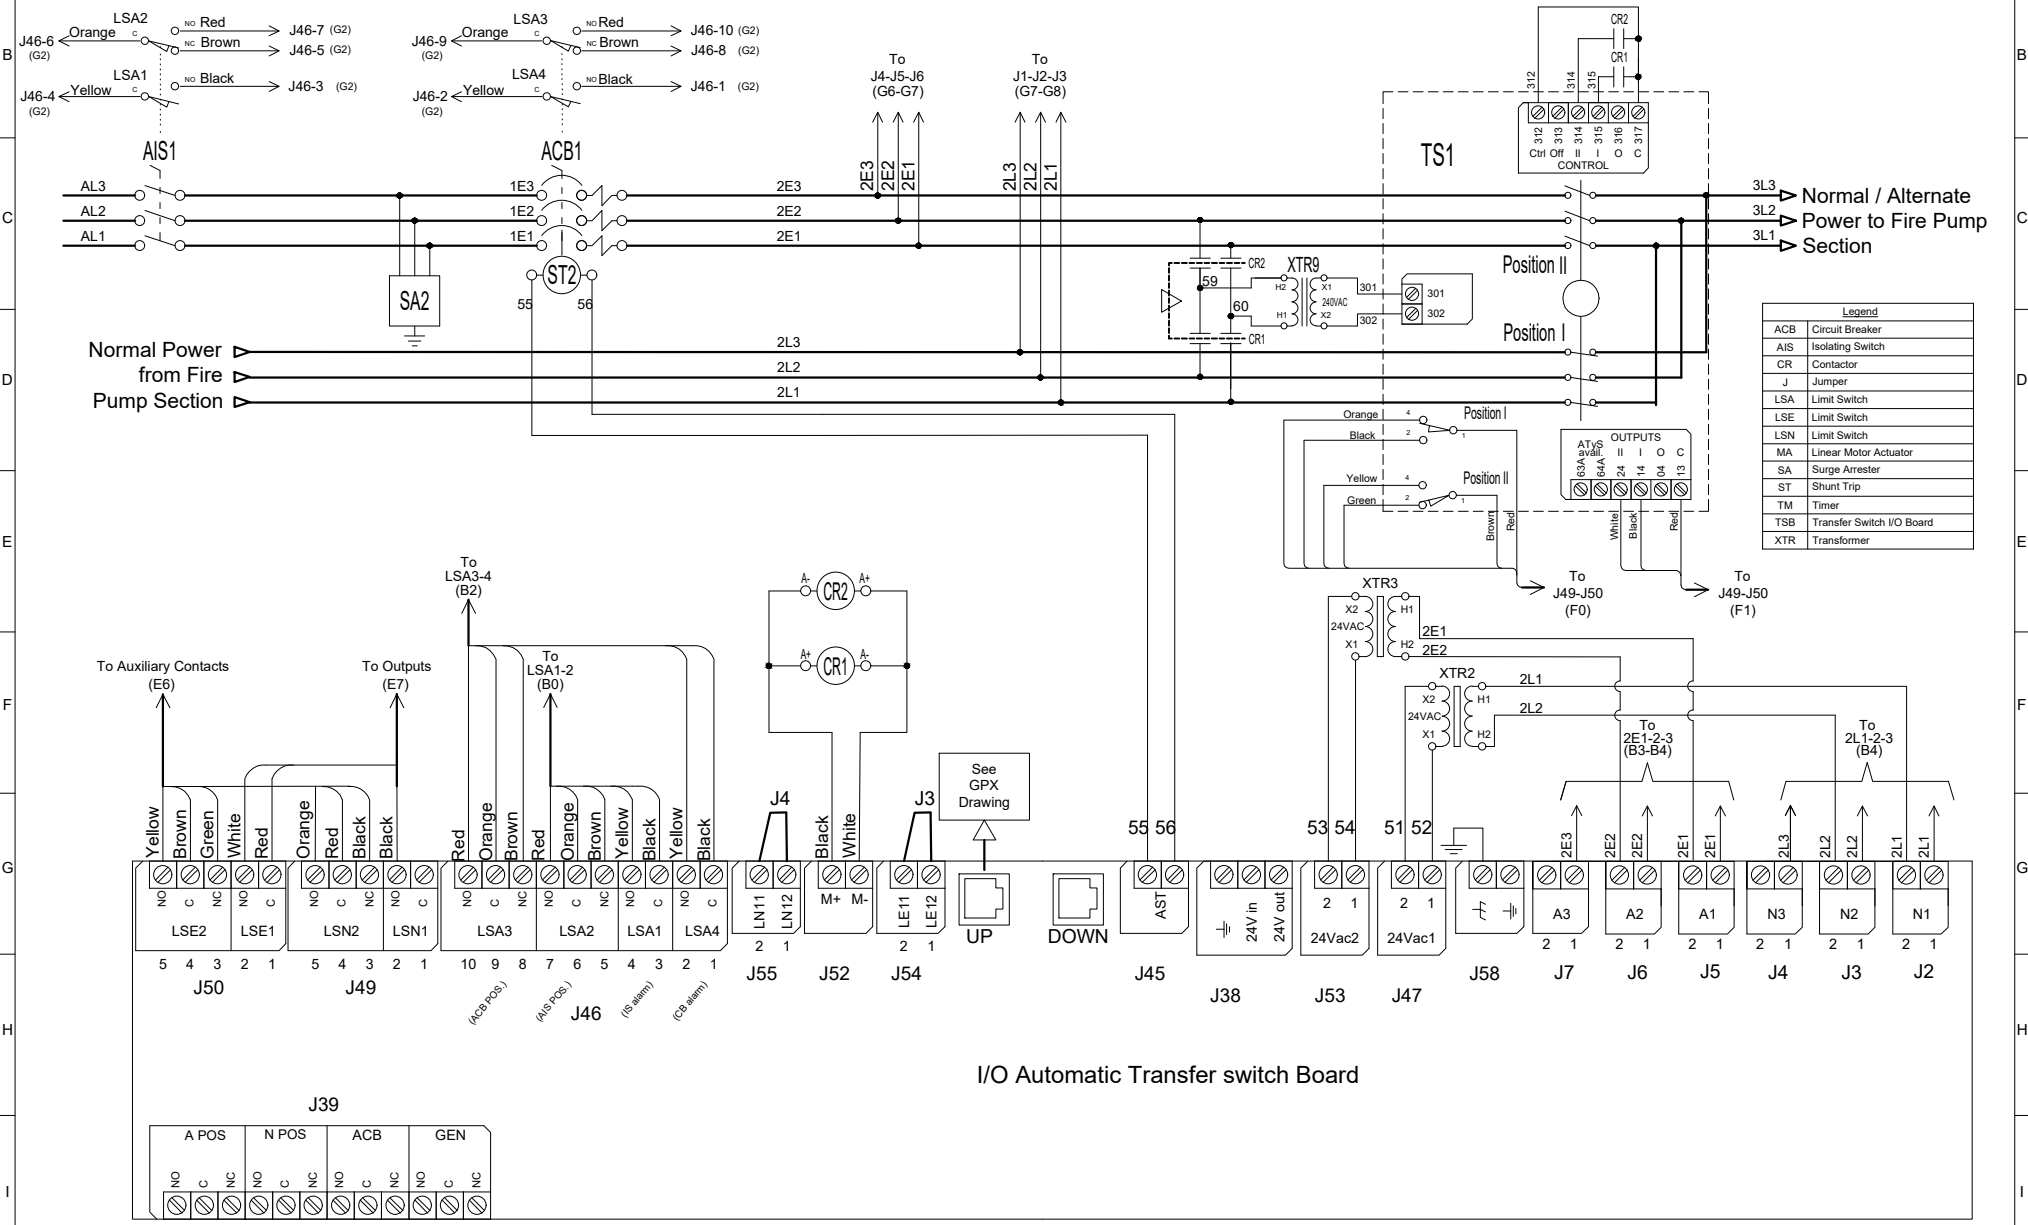 B
B
LSA2
NO Red
J46-7 (G2)
J46-6
(G2)
Orange
C
NC Brown
J46-5 (G2)
LSA1
NO Black
J46-3 (G2)
J46-4
(G2)
Yellow
C
LSA3
NO Red
J46-10 (G2)
J46-9
(G2)
Orange
C
NC Brown
J46-8 (G2)
LSA4
NO Black
J46-1 (G2)
J46-2
(G2)
Yellow
C
To
J4-J5-J6
(G6-G7)
To
J1-J2-J3
(G7-G8)
CR2
CR1
312
314
315
312
313
314
315
316
317
Ctrl
Off
II
I
O
C
CONTROL
TS1
AIS1
ACB1
2E3
2E2
2E1
2L3
2L2
2L1
C
C
AL3
1E3
2E3
3L3
Normal / Alternate
AL2
1E2
2E2
3L2
Power to Fire Pump
AL1
1E1
2E1
3L1
Section
SA2
ST2
55
56
CR2
59
60
CR1
XTR9
H2
X1
240VAC
H1
X2
301
302
301
302
Position II
Position I
Normal Power
from Fire
Pump Section
2L3
2L2
2L1
D
D
Legend
ACB Circuit Breaker
AIS Isolating Switch
CR Contactor
J Jumper
LSA Limit Switch
LSE Limit Switch
LSN Limit Switch
MA Linear Motor Actuator
SA Surge Arrester
ST Shunt Trip
TM Timer
TSB Transfer Switch I/O Board
XTR Transformer
Orange
4
Position I
Black
2
1
Yellow
4
Position II
Green
2
1
Brown
Red
OUTPUTS
ATyS
avail.
II
I
O
C
63A
64A
24
14
04
13
White
Black
Red
To
J49-J50
(F0)
To
J49-J50
(F1)
E
E
To
LSA3-4
(B2)
A-
CR2
A+
A+
CR1
A-
XTR3
X2
H1
24VAC
X1
H2
2E1
2E2
XTR2
X2
H1
24VAC
X1
H2
2L1
2L2
F
F
To Auxiliary Contacts
(E6)
To Outputs
(E7)
To
LSA1-2
(B0)
To
2E1-2-3
(B3-B4)
To
2L1-2-3
(B4)
See
GPX
Drawing
J4
J3
G
G
Yellow
Brown
Green
White
Red
Orange
Red
Black
Black
Red
Orange
Brown
Red
Orange
Brown
Yellow
Black
Yellow
Black
Black
White
55
56
53
54
51
52
2E3
2E2
2E2
2E1
2E1
2L3
2L2
2L2
2L1
2L1
NO
C
NC
NO
C
NO
C
NC
NO
C
NO
C
NC
NO
C
NC
NO
C
NO
C
LSE2
LSE1
LSN2
LSN1
LSA3
LSA2
LSA1
LSA4
LN11
LN12
M+
M-
LE11
LE12
UP
DOWN
AST
24V in
24V out
2
1
24Vac2
2
1
24Vac1
A3
A2
A1
N3
N2
N1
5
4
3
2
1
5
4
3
2
1
10
9
8
7
6
5
4
3
2
1
2
1
2
1
2
1
2
1
2
1
2
1
2
1
2
1
J50
J49
(ACB POS.)
(AIS POS.)
J46
(IS alarm)
(CB alarm)
J55
J52
J54
J45
J38
J53
J47
J58
J7
J6
J5
J4
J3
J2
H
H
I/O Automatic Transfer switch Board
J39
A POS
N POS
ACB
GEN
NO
C
NC
NO
C
NC
NO
C
NC
NO
C
NC
I
I